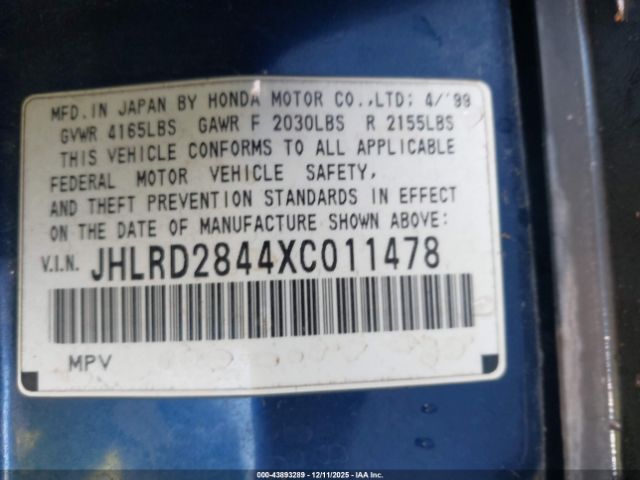 MFD. IN JAPAN BY HONDA MOTOR CO.,LTD; 4/'99
GVWR 4165LBS GAWR F 2030LBS R 2155LBS
THIS VEHICLE CONFORMS TO ALL APPLICABLE
FEDERAL MOTOR VEHICLE SAFETY,
AND THEFT PREVENTION STANDARDS IN EFFECT
ON THE DATE OF MANUFACTURE SHOWN ABOVE:
V.I.N. JHLRD2844XC011478
MPV
000-43893289 - 12/11/2025 - IAA Inc.